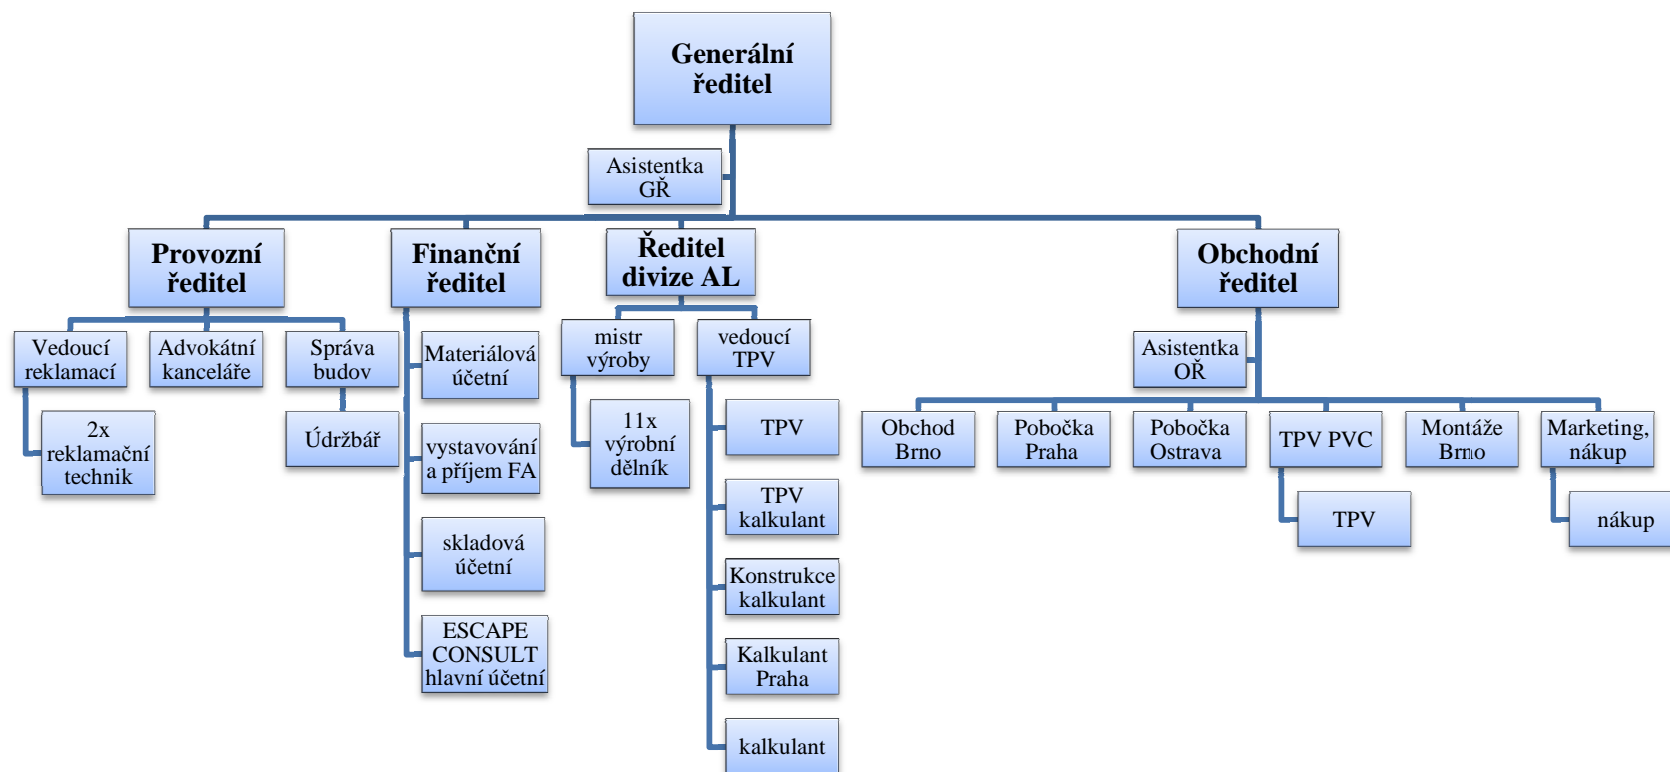 Generální
ředitel
Asistentka
GŘ
Provozní
ředitel
Finanční
ředitel
Ředitel
divize AL
Obchodní
ředitel
Vedoucí
reklamací
Advokátní
kanceláře
Správa
budov
2x
reklamační
technik
Údržbář
Materiálová
účetní
vystavování
a příjem FA
skladová
účetní
ESCAPE
CONSULT
hlavní účetní
mistr
výroby
vedoucí
TPV
11x
výrobní
dělník
TPV
TPV
kalkulant
Konstrukce
kalkulant
Kalkulant
Praha
kalkulant
Asistentka
OŘ
Obchod
Brno
Pobočka
Praha
Pobočka
Ostrava
TPV PVC
Montáže
Brno
Marketing,
nákup
TPV
nákup